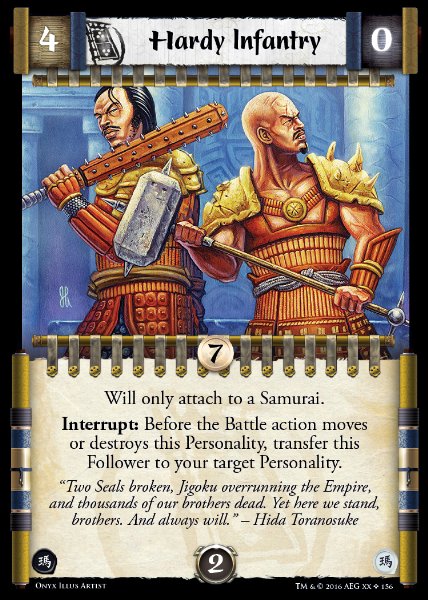 4 Hardy Infantry 0
7
Will only attach to a Samurai.
Interrupt: Before the Battle action moves
or destroys this Personality, transfer this
Follower to your target Personality.
“Two Seals broken, Jigoku overrunning the Empire,
and thousands of our brothers dead. Yet here we stand,
brothers. And always will.” – Hida Toranosuke
瑪 2 瑪
Onyx Illus Artist TM & © 2016 AEG XX ❖ 156